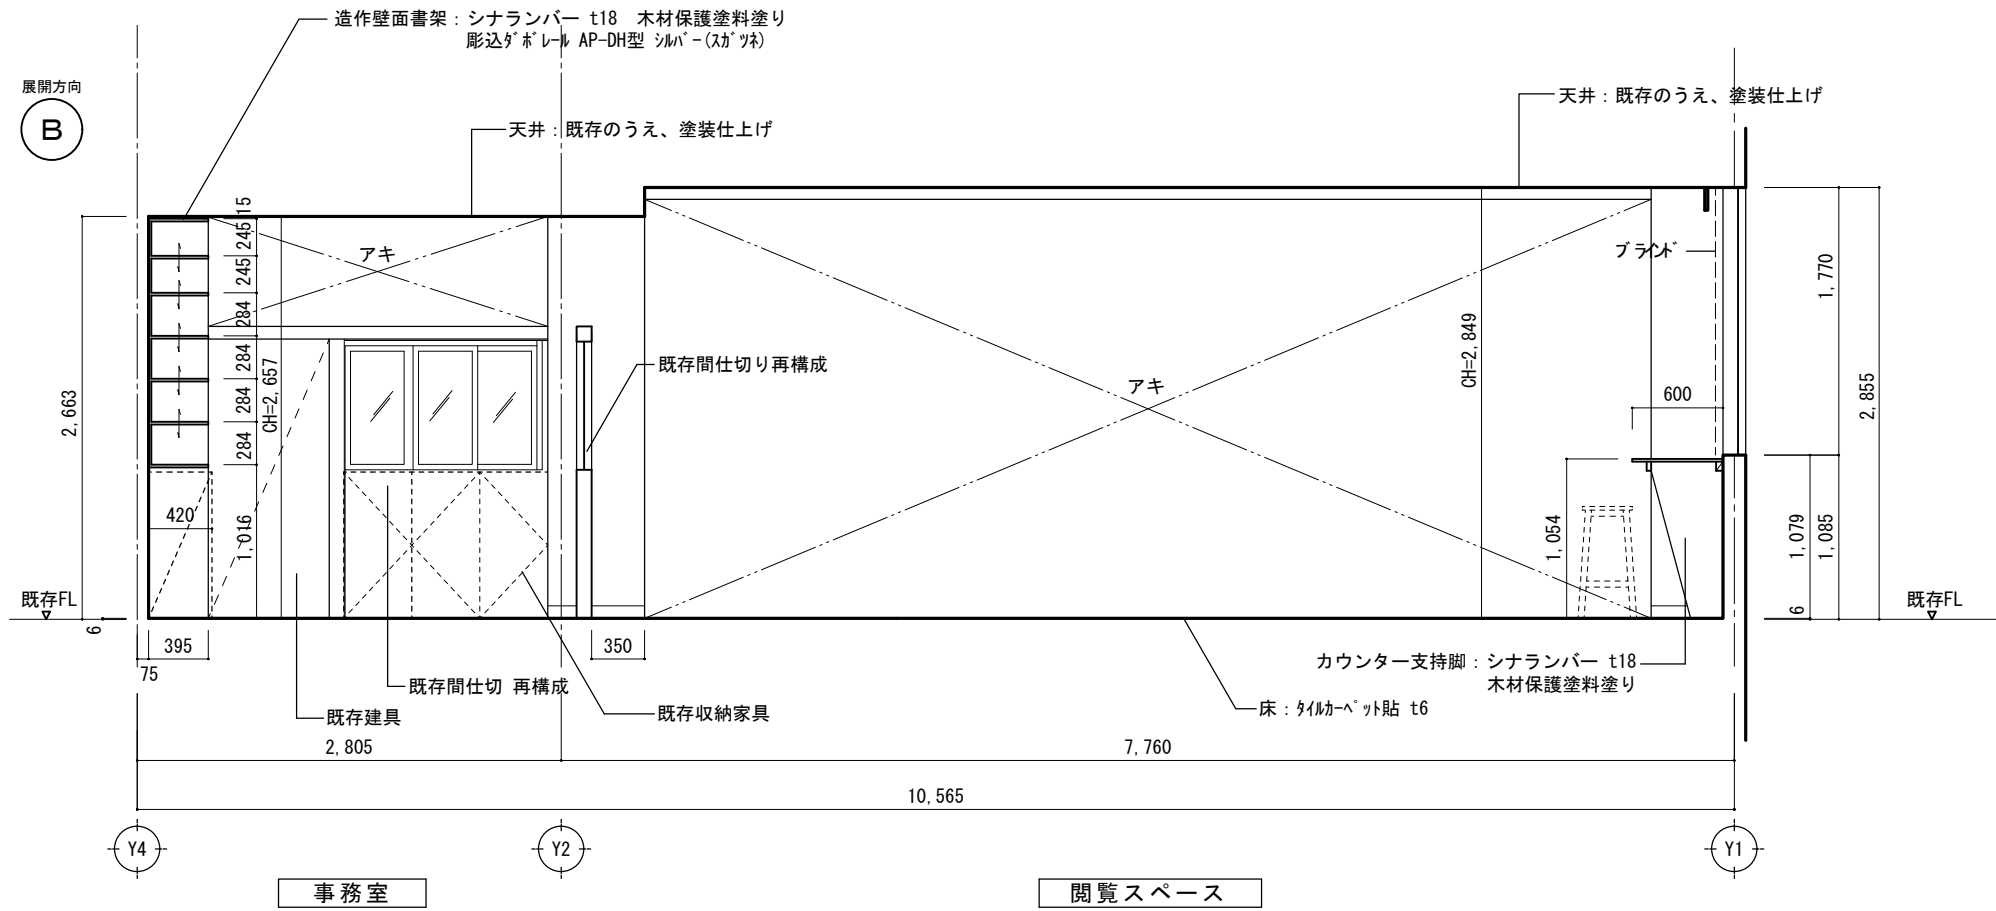 造作壁面書架：シナランバー t18　木材保護塗料塗り
彫込ﾀﾞﾎﾞﾚｰﾙ AP-DH型 ｼﾙﾊﾞｰ(ｽｶﾞﾂﾈ)
展開方向
B
天井：既存のうえ、塗装仕上げ
天井：既存のうえ、塗装仕上げ
15
245
245
284
284
284
284
1,016
CH=2,657
アキ
2,663
420
既存FL
6
395
75
350
既存間仕切り再構成
アキ
CH=2,849
ﾌﾞﾗｲﾝﾄﾞ
600
1,054
1,770
2,855
1,079
1,085
6
既存FL
カウンター支持脚：シナランバー t18
木材保護塗料塗り
既存間仕切 再構成
既存建具
既存収納家具
床：ﾀｲﾙｶｰﾍﾟｯﾄ貼 t6
2,805
7,760
10,565
Y4
Y2
Y1
事務室
閲覧スペース